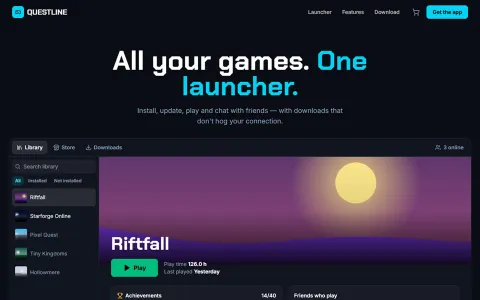 QUESTLINE
Launcher Features Download Get the app
All your games. One
launcher.
Install, update, play and chat with friends — with downloads that
don't hog your connection.
Library Store Downloads 3 online
Search library
All Installed Not installed
Riftfall
Starforge Online
Pixel Quest
Tiny Kingdoms
Hollowmere
Riftfall
Play
Play time 126.0 h
Last played Yesterday
Achievements 14/40
Friends who play